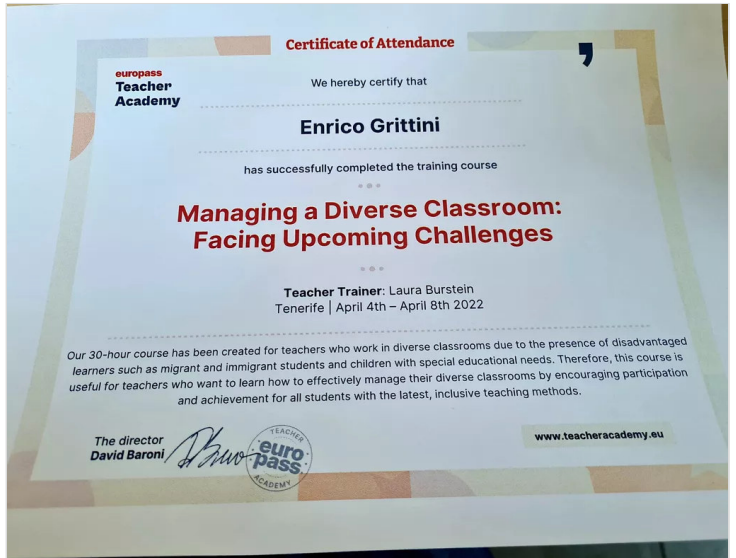 Certificate of Attendance
europass
Teacher
Academy
We hereby certify that
Enrico Grittini
has successfully completed the training course
Managing a Diverse Classroom:
Facing Upcoming Challenges
Teacher Trainer: Laura Burstein
Tenerife | April 4th – April 8th 2022
Our 30-hour course has been created for teachers who work in diverse classrooms due to the presence of disadvantaged
learners such as migrant and immigrant students and children with special educational needs. Therefore, this course is
useful for teachers who want to learn how to effectively manage their diverse classrooms by encouraging participation
and achievement for all students with the latest, inclusive teaching methods.
The director
David Baroni
TEACHER
euro
pass
ACADEMY
www.teacheracademy.eu